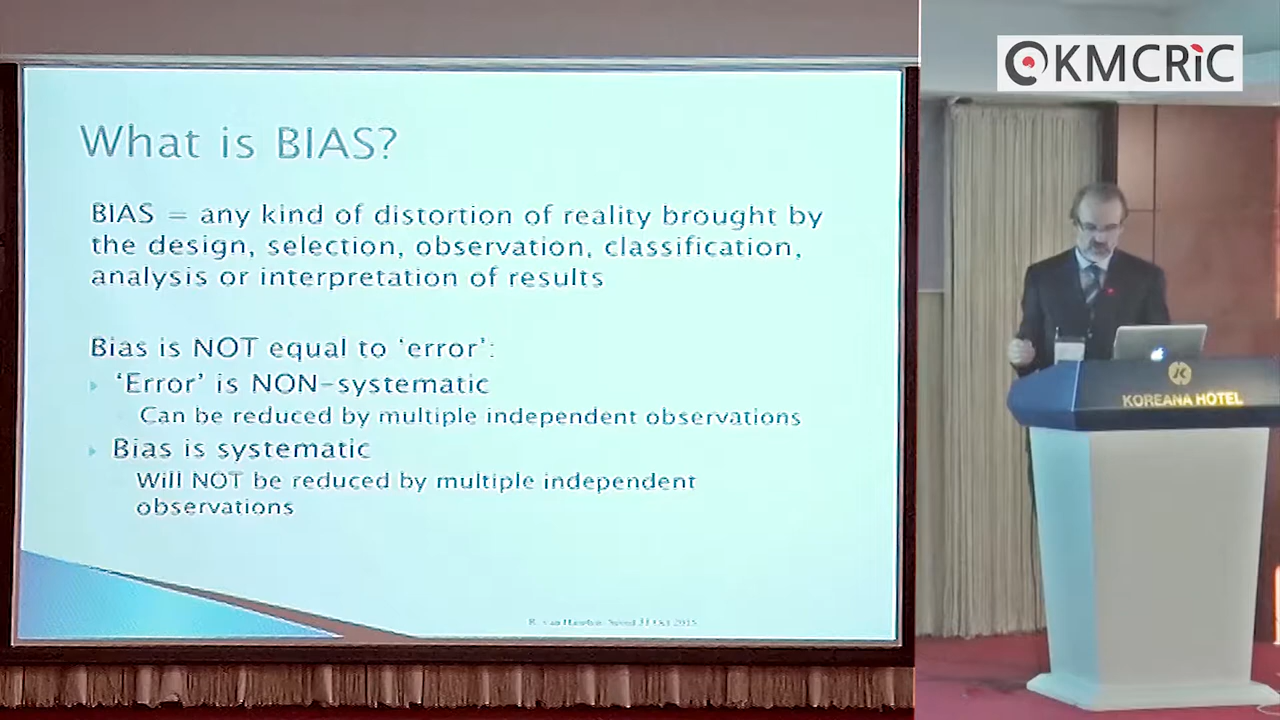 KMCRiC
What is BIAS?
BIAS = any kind of distortion of reality brought by
the design, selection, observation, classification,
analysis or interpretation of results
Bias is NOT equal to 'error':
'Error' is NON-systematic
Can be reduced by multiple independent observations
Bias is systematic
Will NOT be reduced by multiple independent
observations
KOREANA HOTEL